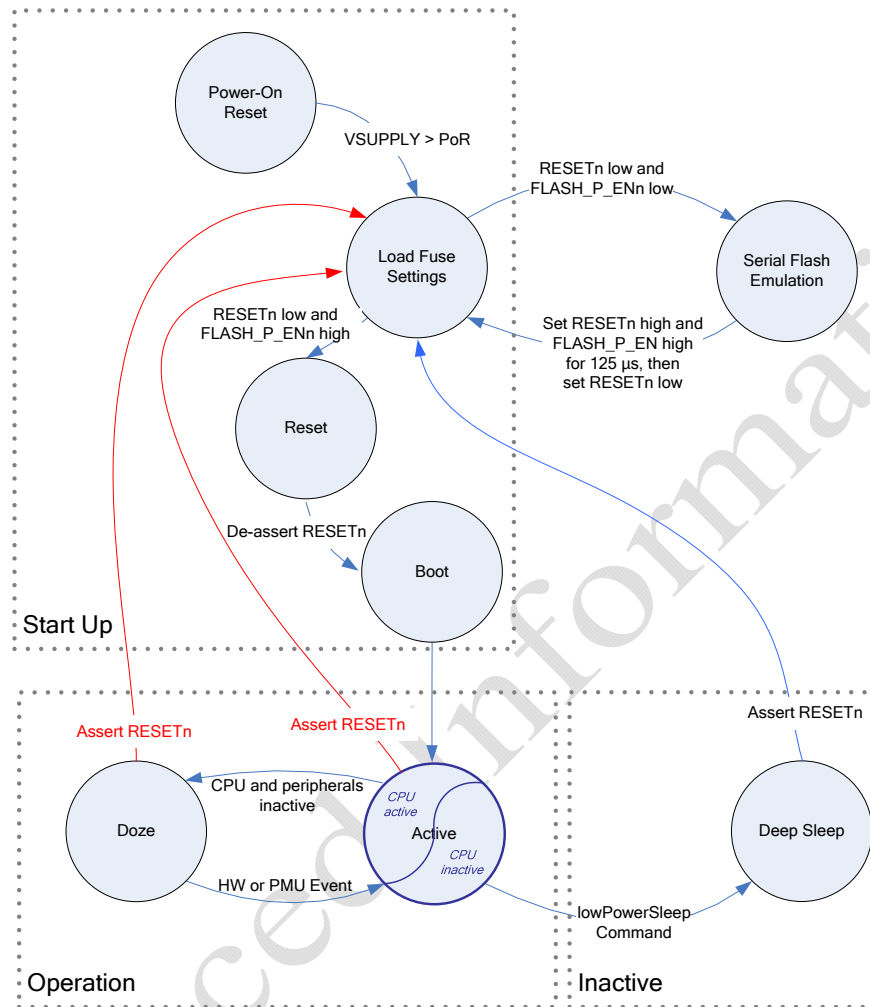 Power-On
Reset
VSUPPLY > PoR
RESETn low and
FLASH_P_ENn low
Load Fuse
Settings
Serial Flash
Emulation
RESETn low and
FLASH_P_ENn high
Set RESETn high and
FLASH_P_EN high
for 125 µs, then
set RESETn low
Reset
De-assert RESETn
Boot
Start Up
Assert RESETn
Assert RESETn
Assert RESETn
CPU and peripherals
inactive
CPU
active
Doze
Active
CPU
inactive
Deep Sleep
HW or PMU Event
lowPowerSleep
Command
Operation
Inactive
ced Informati